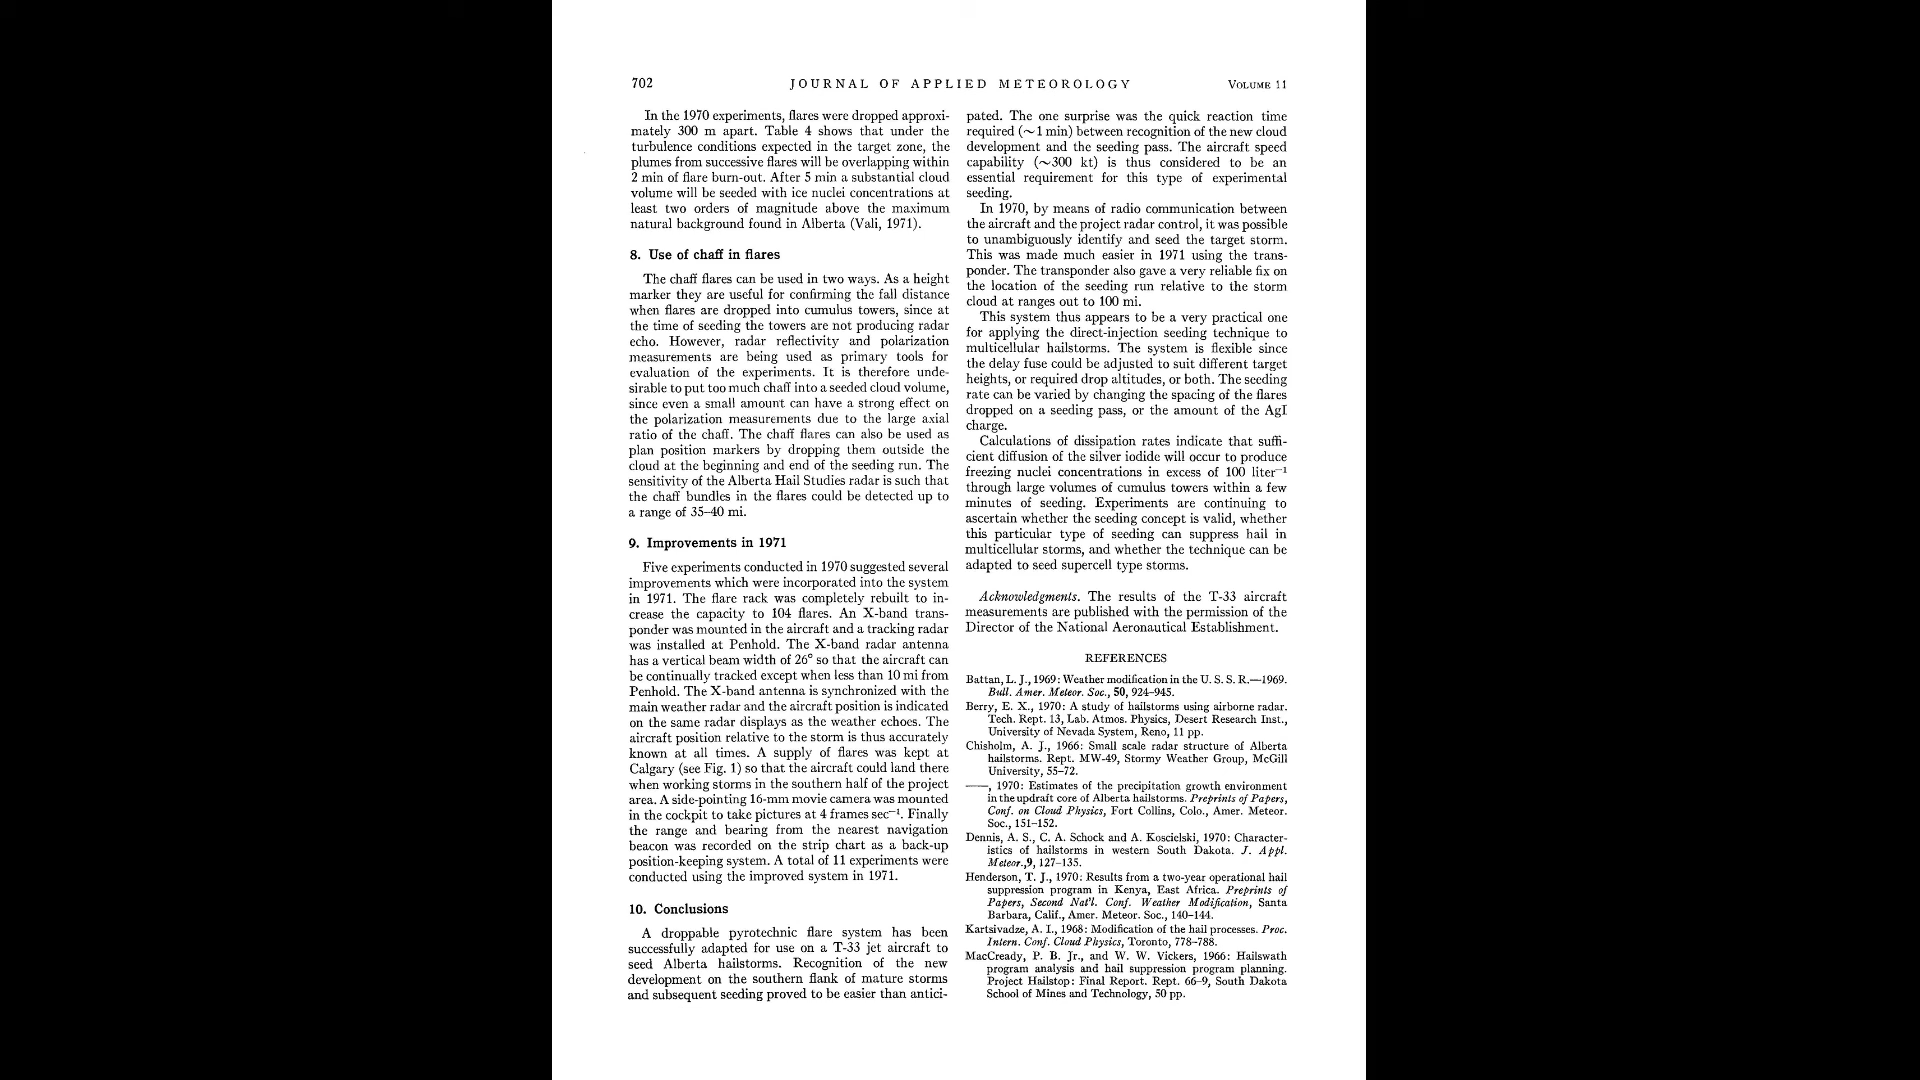 702
JOURNAL OF APPLIED METEOROLOGY
VOLUME 11
In the 1970 experiments, flares were dropped approxi-
mately 300 m apart. Table 4 shows that under the
turbulence conditions expected in the target zone, the
plumes from successive flares will be overlapping within
2 min of flare burn-out. After 5 min a substantial cloud
volume will be seeded with ice nuclei concentrations at
least two orders of magnitude above the maximum
natural background found in Alberta (Vali, 1971).
8. Use of chaff in flares
The chaff flares can be used in two ways. As a height
marker they are useful for confirming the fall distance
when flares are dropped into cumulus towers, since at
the time of seeding the towers are not producing radar
echo. However, radar reflectivity and polarization
measurements are being used as primary tools for
evaluation of the experiments. It is therefore unde-
sirable to put too much chaff into a seeded cloud volume,
since even a small amount can have a strong effect on
the polarization measurements due to the large axial
ratio of the chaff. The chaff flares can also be used as
plan position markers by dropping them outside the
cloud at the beginning and end of the seeding run. The
sensitivity of the Alberta Hail Studies radar is such that
the chaff bundles in the flares could be detected up to
a range of 35–40 mi.
9. Improvements in 1971
Five experiments conducted in 1970 suggested several
improvements which were incorporated into the system
in 1971. The flare rack was completely rebuilt to in-
crease the capacity to 104 flares. An X-band trans-
ponder was mounted in the aircraft and a tracking radar
was installed at Penhold. The X-band radar antenna
has a vertical beam width of 26° so that the aircraft can
be continually tracked except when less than 10 mi from
Penhold. The X-band antenna is synchronized with the
main weather radar and the aircraft position is indicated
on the same radar displays as the weather echoes. The
aircraft position relative to the storm is thus accurately
known at all times. A supply of flares was kept at
Calgary (see Fig. 1) so that the aircraft could land there
when working storms in the southern half of the project
area. A side-pointing 16-mm movie camera was mounted
in the cockpit to take pictures at 4 frames sec⁻¹. Finally
the range and bearing from the nearest navigation
beacon was recorded on the strip chart as a back-up
position-keeping system. A total of 11 experiments were
conducted using the improved system in 1971.
10. Conclusions
A droppable pyrotechnic flare system has been
successfully adapted for use on a T-33 jet aircraft to
seed Alberta hailstorms. Recognition of the new
development on the southern flank of mature storms
and subsequent seeding proved to be easier than antici-
pated. The one surprise was the quick reaction time
required (~1 min) between recognition of the new cloud
development and the seeding pass. The aircraft speed
capability (~300 kt) is thus considered to be an
essential requirement for this type of experimental
seeding.
In 1970, by means of radio communication between
the aircraft and the project radar control, it was possible
to unambiguously identify and seed the target storm.
This was made much easier in 1971 using the trans-
ponder. The transponder also gave a very reliable fix on
the location of the seeding run relative to the storm
cloud at ranges out to 100 mi.
This system thus appears to be a very practical one
for applying the direct-injection seeding technique to
multicellular hailstorms. The system is flexible since
the delay fuse could be adjusted to suit different target
heights, or required drop altitudes, or both. The seeding
rate can be varied by changing the spacing of the flares
dropped on a seeding pass, or the amount of the AgI
charge.
Calculations of dissipation rates indicate that suffi-
cient diffusion of the silver iodide will occur to produce
freezing nuclei concentrations in excess of 100 liter⁻¹
through large volumes of cumulus towers within a few
minutes of seeding. Experiments are continuing to
ascertain whether the seeding concept is valid, whether
this particular type of seeding can suppress hail in
multicellular storms, and whether the technique can be
adapted to seed supercell type storms.
Acknowledgments. The results of the T-33 aircraft
measurements are published with the permission of the
Director of the National Aeronautical Establishment.
REFERENCES
Battan, L. J., 1969: Weather modification in the U. S. S. R.—1969.
Bull. Amer. Meteor. Soc., 50, 924–945.
Berry, E. X., 1970: A study of hailstorms using airborne radar.
Tech. Rept. 13, Lab. Atmos. Physics, Desert Research Inst.,
University of Nevada System, Reno, 11 pp.
Chisholm, A. J., 1966: Small scale radar structure of Alberta
hailstorms. Rept. MW-49, Stormy Weather Group, McGill
University, 55–72.
——, 1970: Estimates of the precipitation growth environment
in the updraft core of Alberta hailstorms. Preprints of Papers,
Conf. on Cloud Physics, Fort Collins, Colo., Amer. Meteor.
Soc., 151–152.
Dennis, A. S., C. A. Schock and A. Koscielski, 1970: Character-
istics of hailstorms in western South Dakota. J. Appl.
Meteor.,9, 127–135.
Henderson, T. J., 1970: Results from a two-year operational hail
suppression program in Kenya, East Africa. Preprints of
Papers, Second Nat'l. Conf. Weather Modification, Santa
Barbara, Calif., Amer. Meteor. Soc., 140–144.
Kartsivadze, A. I., 1968: Modification of the hail processes. Proc.
Intern. Conf. Cloud Physics, Toronto, 778–788.
MacCready, P. B. Jr., and W. W. Vickers, 1966: Hailswath
program analysis and hail suppression program planning.
Project Hailstop: Final Report. Rept. 66–9, South Dakota
School of Mines and Technology, 50 pp.